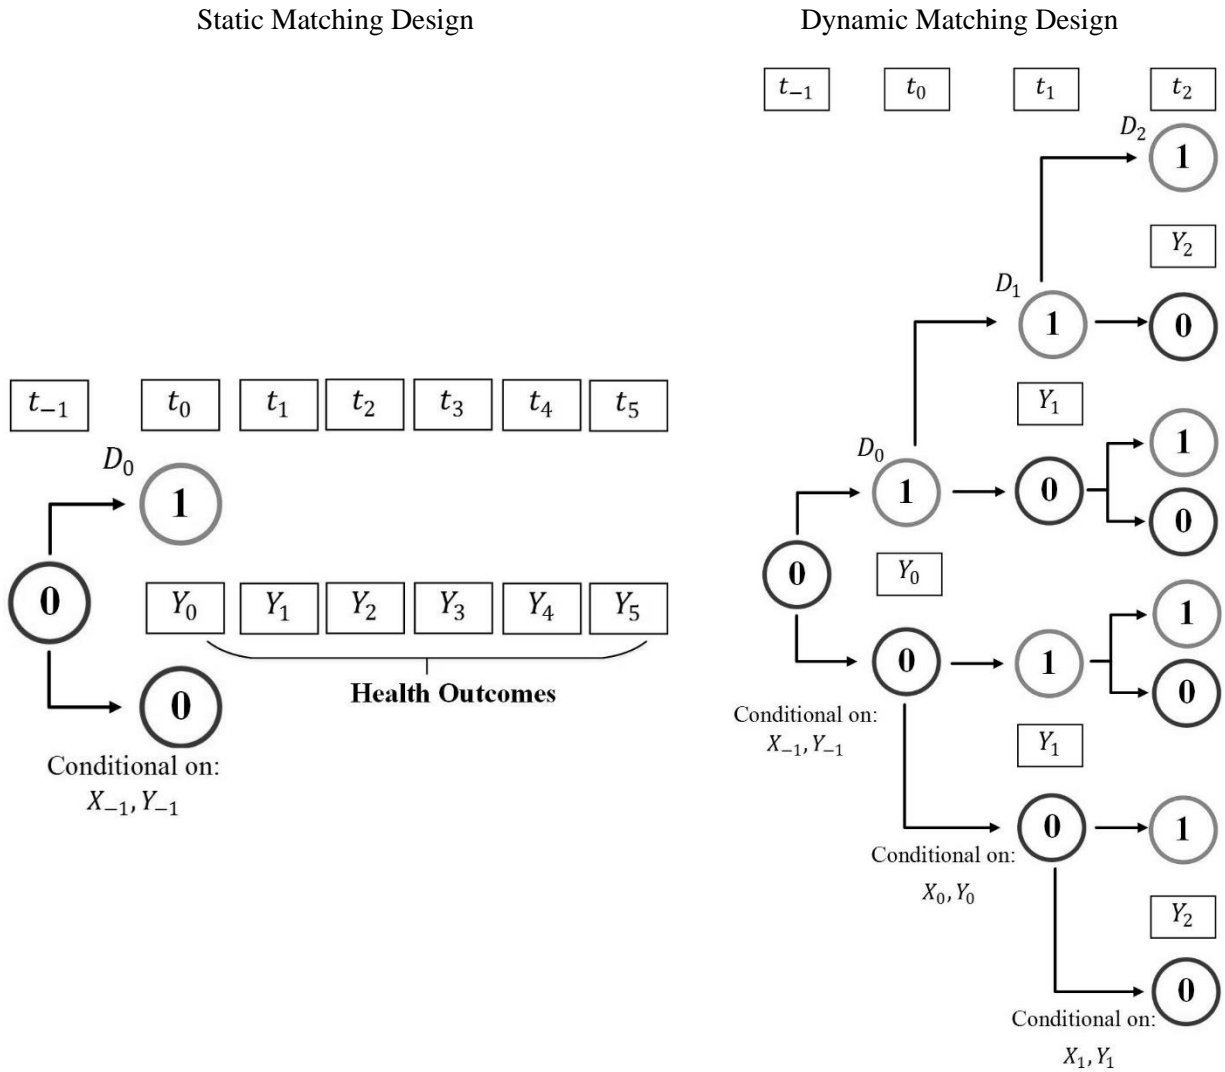 Static Matching Design
t₋₁ t₀ t₁ t₂ t₃ t₄ t₅
D₀
1
0
Y₀ Y₁ Y₂ Y₃ Y₄ Y₅
Health Outcomes
0
Conditional on:
X₋₁, Y₋₁
Dynamic Matching Design
t₋₁ t₀ t₁ t₂
D₂
1
Y₂
D₁
1 0
Y₁
1
D₀
1 0
0
0
Y₀
1
0 1
0
Conditional on:
X₋₁, Y₋₁
Y₁
0 1
Conditional on:
X₀, Y₀
Y₂
0
Conditional on:
X₁, Y₁